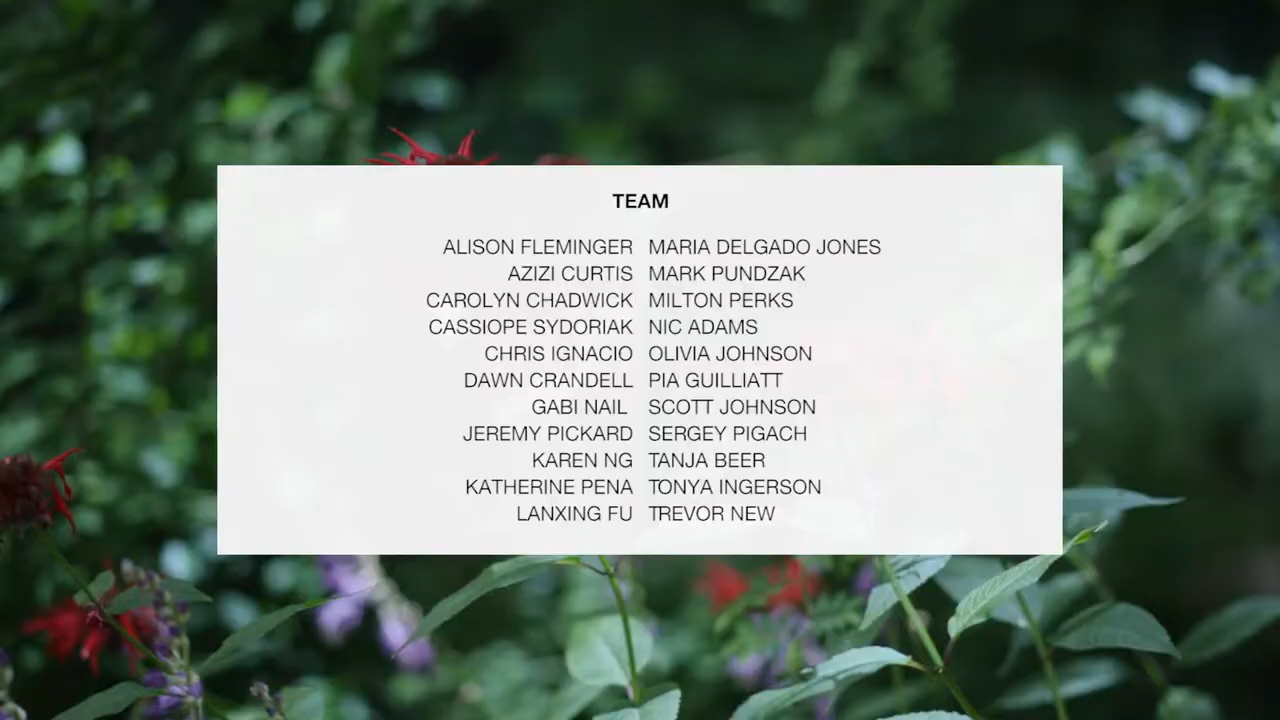 TEAM
ALISON FLEMINGER MARIA DELGADO JONES
AZIZI CURTIS MARK PUNDZAK
CAROLYN CHADWICK MILTON PERKS
CASSIOPE SYDORIAK NIC ADAMS
CHRIS IGNACIO OLIVIA JOHNSON
DAWN CRANDELL PIA GUILLIATT
GABI NAIL SCOTT JOHNSON
JEREMY PICKARD SERGEY PIGACH
KAREN NG TANJA BEER
KATHERINE PENA TONYA INGERSON
LANXING FU TREVOR NEW